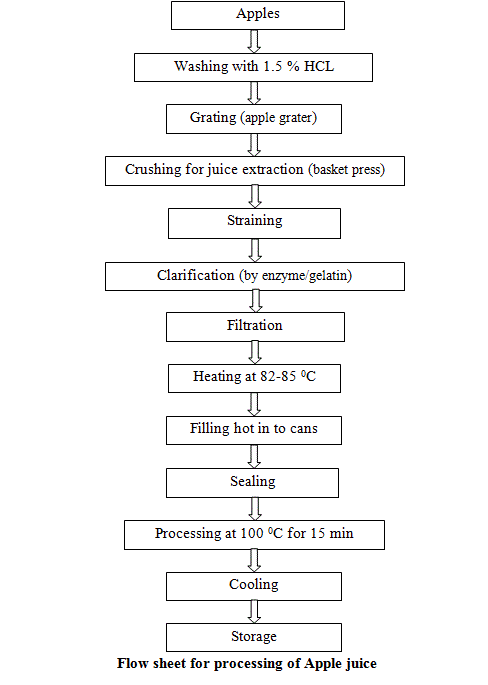 Apples
Washing with 1.5 % HCL
Grating (apple grater)
Crushing for juice extraction (basket press)
Straining
Clarification (by enzyme/gelatin)
Filtration
Heating at 82-85 ⁰C
Filling hot in to cans
Sealing
Processing at 100 ⁰C for 15 min
Cooling
Storage
Flow sheet for processing of Apple juice